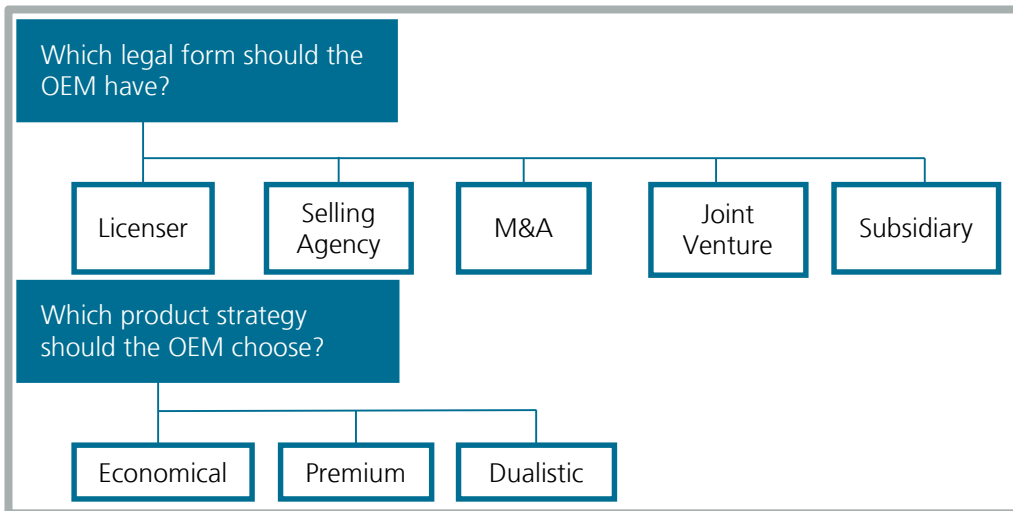 Which legal form should the
OEM have?
Licenser
Selling
Agency
M&A
Joint
Venture
Subsidiary
Which product strategy
should the OEM choose?
Economical
Premium
Dualistic